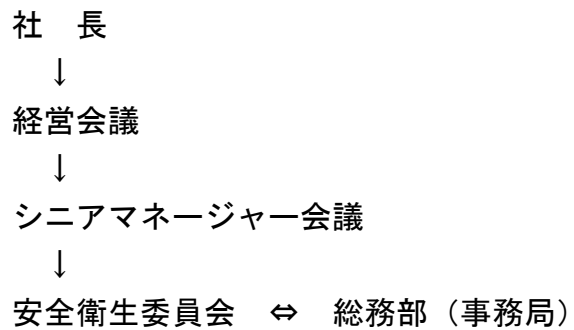 社　長
↓
経営会議
↓
シニアマネージャー会議
↓
安全衛生委員会　⇔　総務部（事務局）